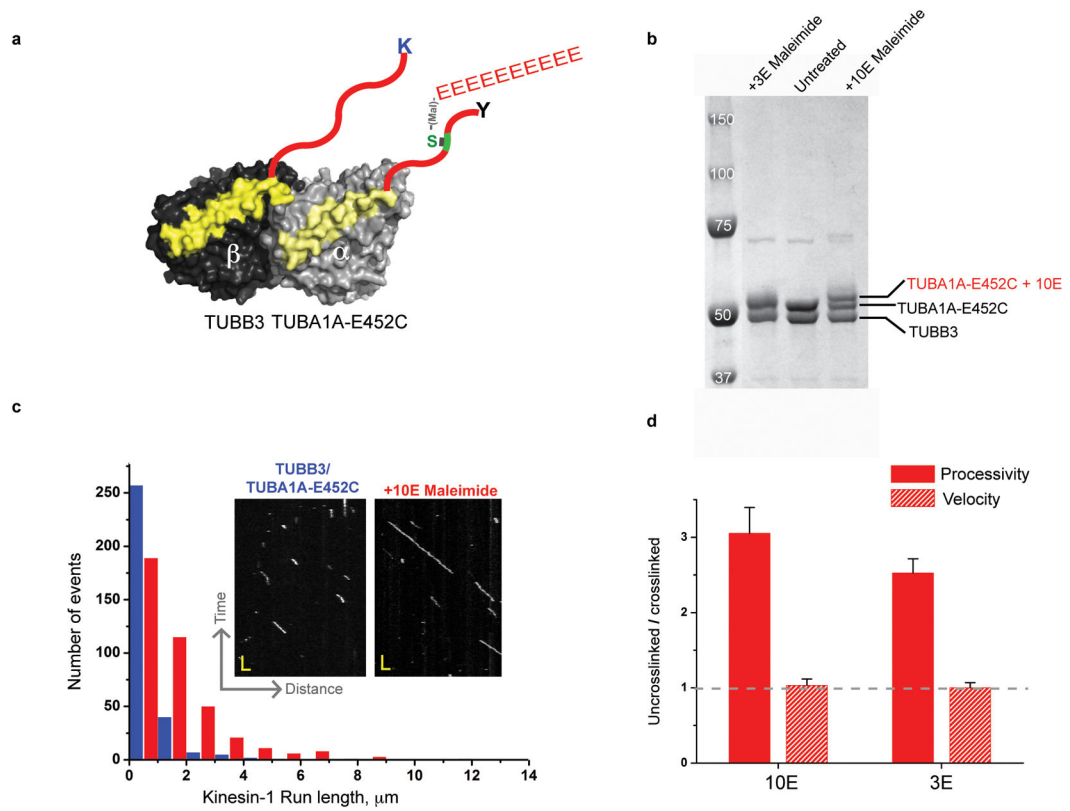 a
K
EEEEEEEEEE
-(Mal)-
S
Y
β
α
TUBB3 TUBA1A-E452C
b
+3E Maleimide
Untreated
+10E Maleimide
150
100
75
50
37
TUBA1A-E452C + 10E
TUBA1A-E452C
TUBB3
c
Number of events
250
200
150
100
50
0
TUBB3/
TUBA1A-E452C
+10E Maleimide
Time
Distance
0 2 4 6 8 10 12 14
Kinesin-1 Run length, μm
d
Processivity
Velocity
Uncrosslinked / crosslinked
3
2
1
0
10E 3E